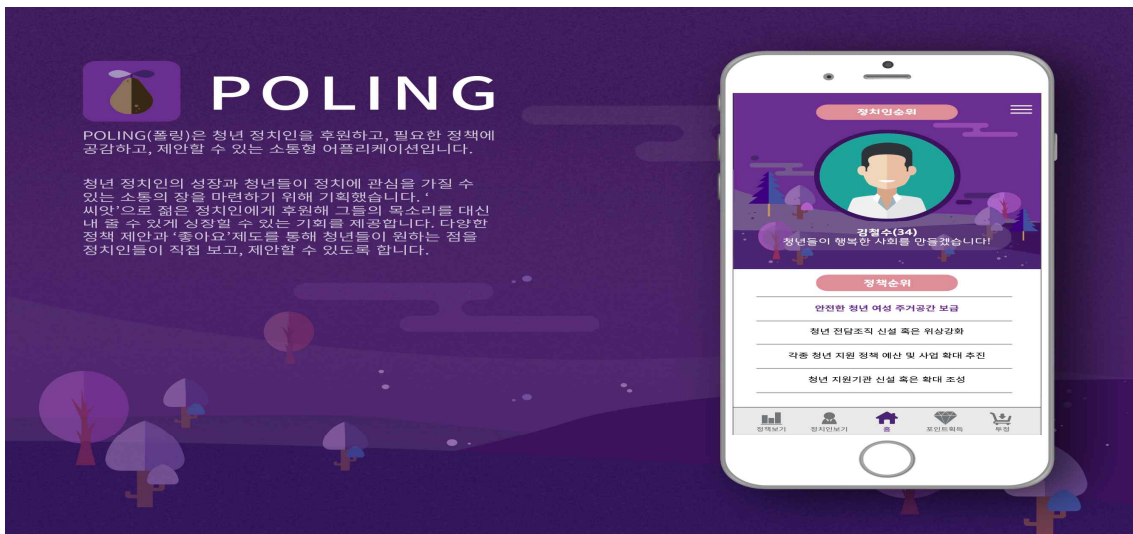 POLING
POLING(폴링)은 청년 정치인을 후원하고, 필요한 정책에
공감하고, 제안할 수 있는 소통형 어플리케이션입니다.
청년 정치인의 성장과 청년들이 정치에 관심을 가질 수
있는 소통의 장을 마련하기 위해 기획했습니다. ‘
씨앗’으로 젊은 정치인에게 후원해 그들의 목소리를 대신
내 줄 수 있게 성장할 수 있는 기회를 제공합니다. 다양한
정책 제안과 ‘좋아요’제도를 통해 청년들이 원하는 점을
정치인들이 직접 보고, 제안할 수 있도록 합니다.
정치인순위
김철수(34)
청년들이 행복한 사회를 만들겠습니다!
정책순위
안전한 청년 여성 주거공간 보급
청년 전담조직 신설 혹은 위상강화
각종 청년 지원 정책 예산 및 사업 확대 추진
청년 지원기관 신설 혹은 확대 조성
정책보기 정치인보기 홈 포인트획득